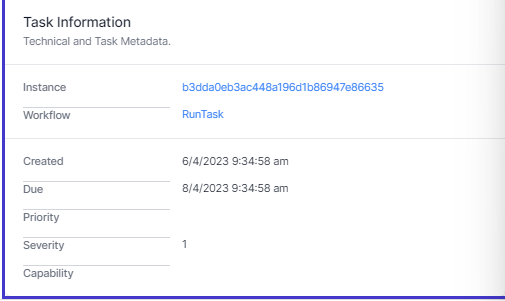 Task Information
Technical and Task Metadata.
Instance b3dda0eb3ac448a196d1b86947e86635
Workflow RunTask
Created 6/4/2023 9:34:58 am
Due 8/4/2023 9:34:58 am
Priority
Severity 1
Capability